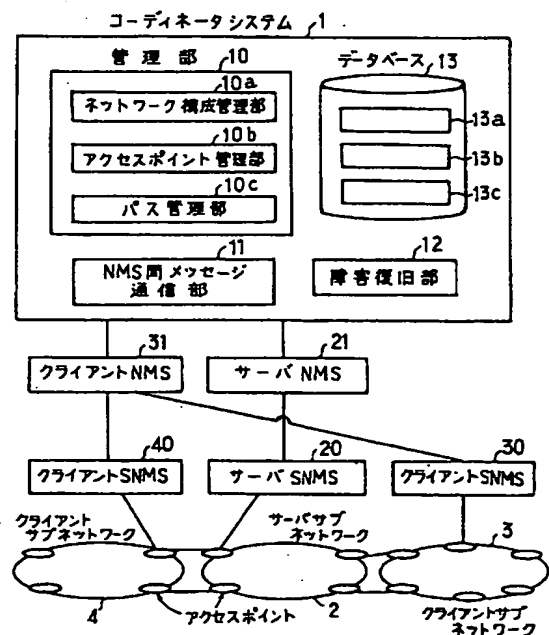 コーディネータシステム 1
管理部 10
データベース 13
10a
ネットワーク構成管理部
10b
アクセスポイント管理部
10c
パス管理部
13a
13b
13c
11
NMS間メッセージ
通信部
12
障害復旧部
31
クライアントNMS
21
サーバNMS
40
クライアントSNMS
20
サーバSNMS
30
クライアントSNMS
クライアント
サブネットワーク
サーバサブ
ネットワーク
3
4
アクセスポイント
2
クライアントサブ
ネットワーク